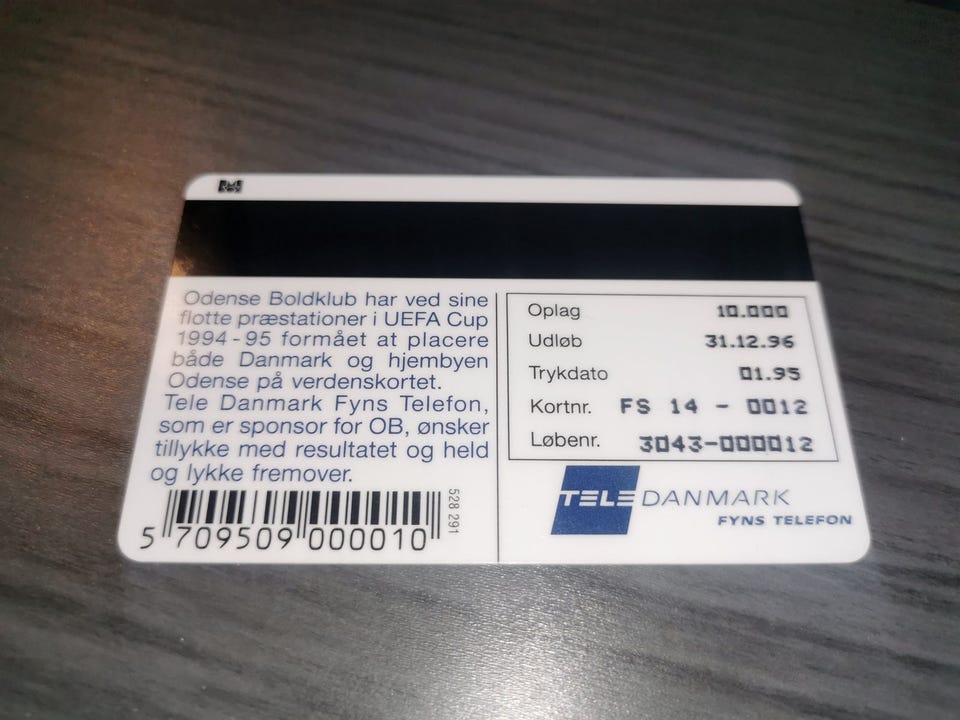 Odense Boldklub har ved sine
flotte præstationer i UEFA Cup
1994-95 formået at placere
både Danmark og hjembyen
Odense på verdenskortet.
Tele Danmark Fyns Telefon,
som er sponsor for OB, ønsker
tillykke med resultatet og held
og lykke fremover.
5 709509 000010
528 291
Oplag 10.000
Udløb 31.12.96
Trykdato 01.95
Kortnr. FS 14 - 0012
Løbenr. 3043-000012
TELE DANMARK
FYNS TELEFON